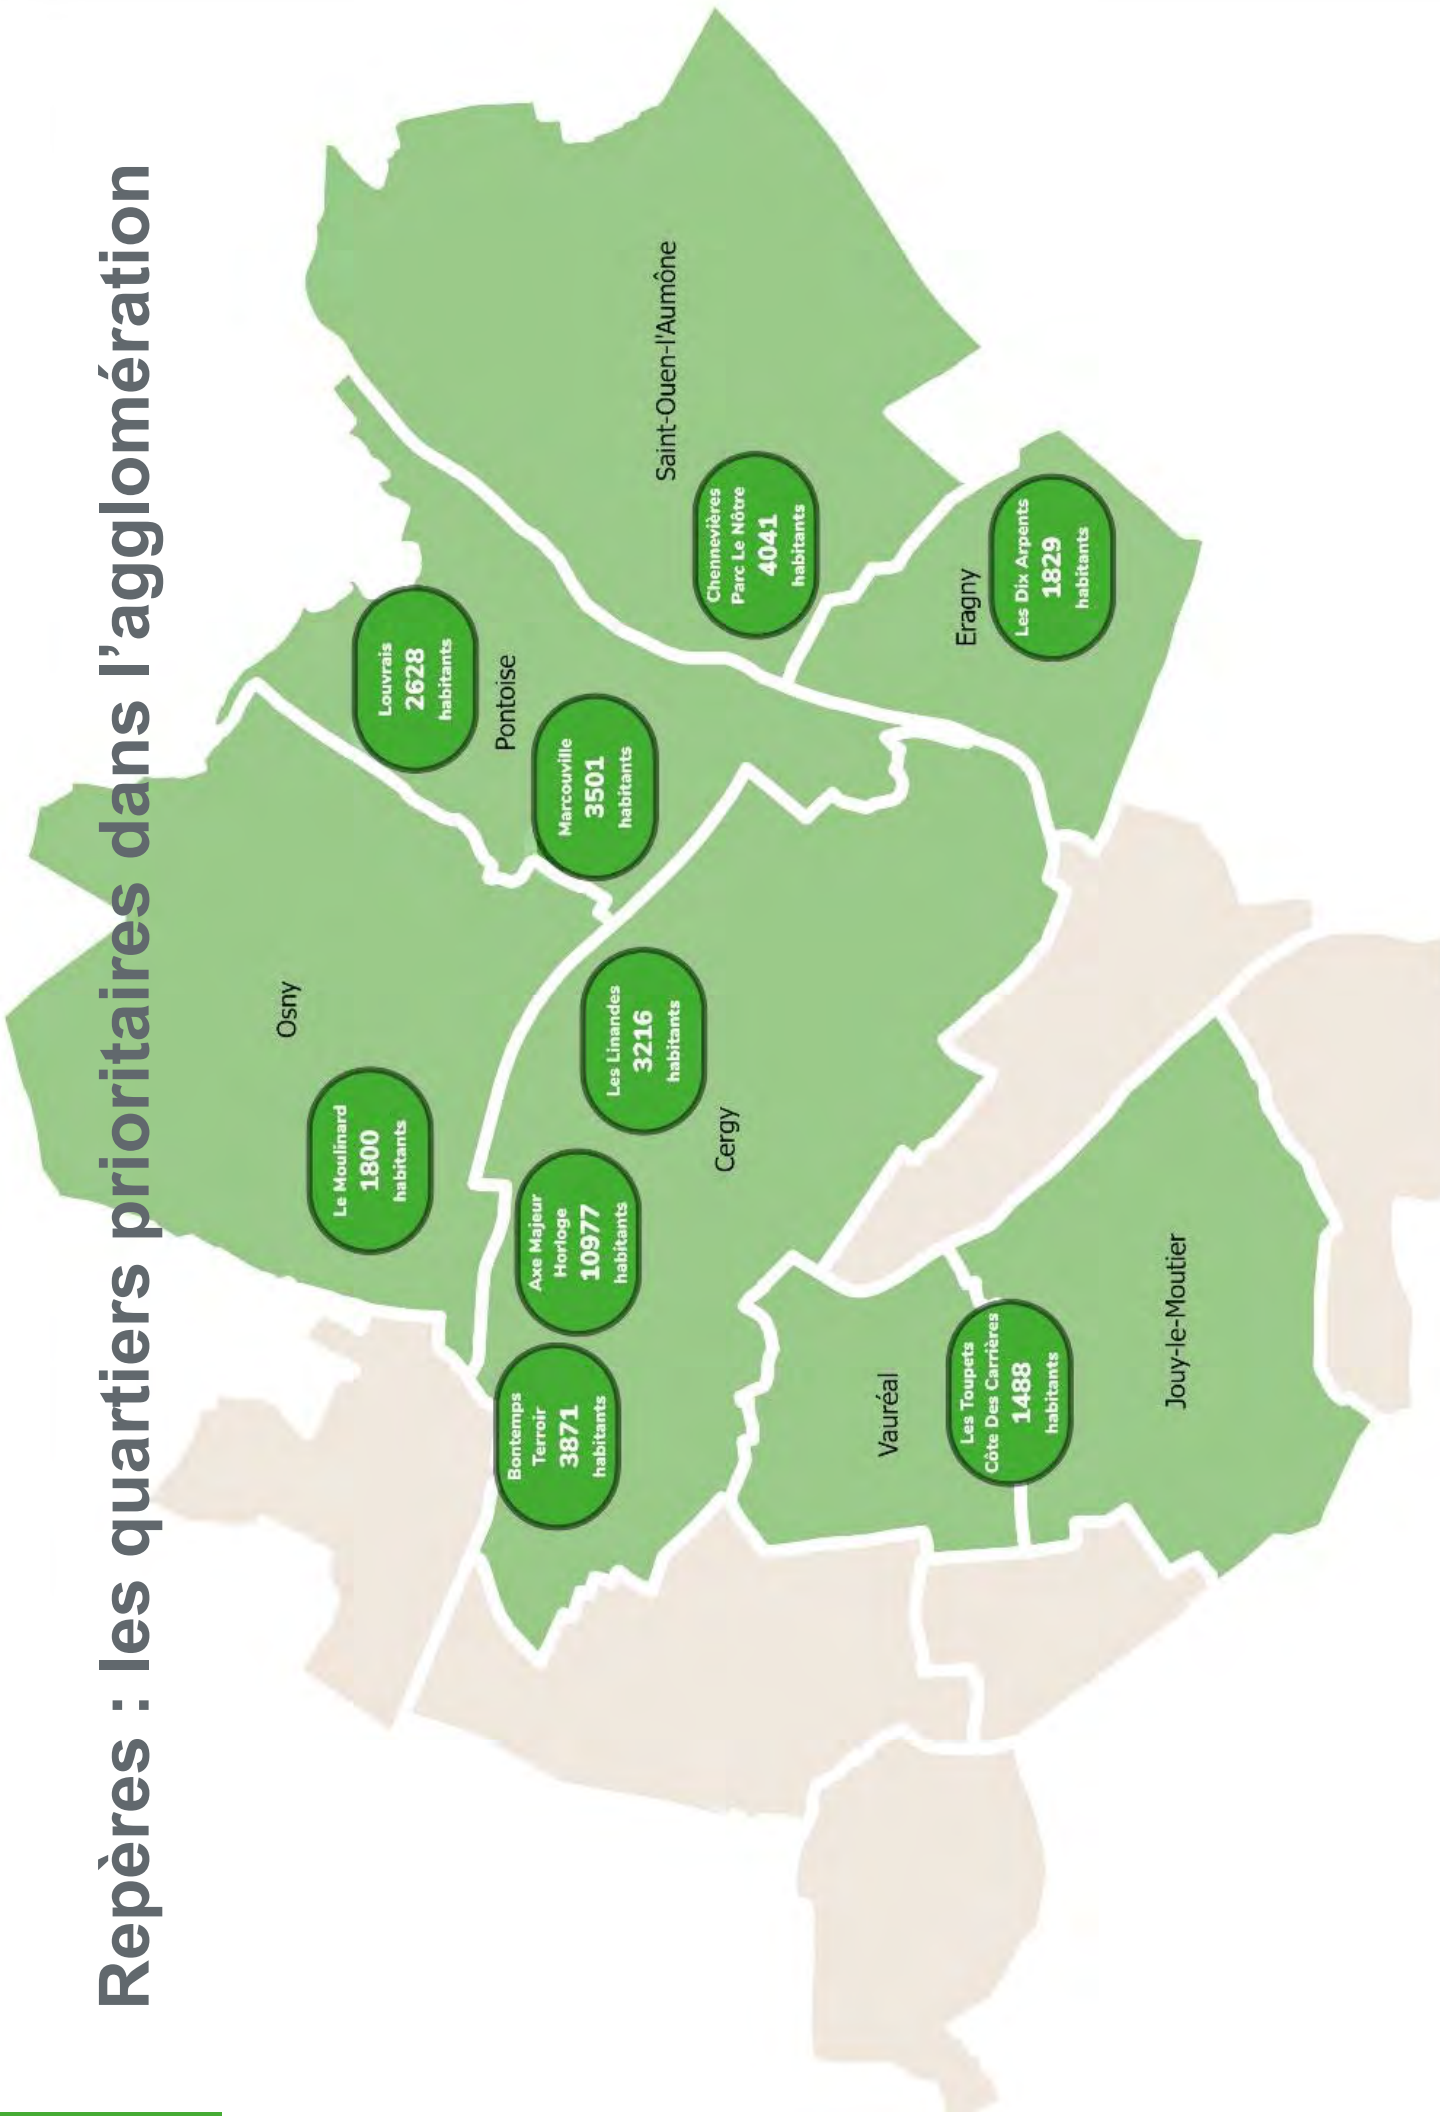 Repères : les quartiers prioritaires dans l'agglomération
Osny
Le Moulinard
1800
habitants
Louvrais
2628
habitants
Pontoise
Marcouville
3501
habitants
Bontemps
Terroir
3871
habitants
Axe Majeur
Horloge
10977
habitants
Les Linandes
3216
habitants
Cergy
Saint-Ouen-l'Aumône
Chennevières
Parc Le Nôtre
4041
habitants
Vauréal
Les Toupets
Côte Des Carrières
1488
habitants
Eragny
Les Dix Arpents
1829
habitants
Jouy-le-Moutier